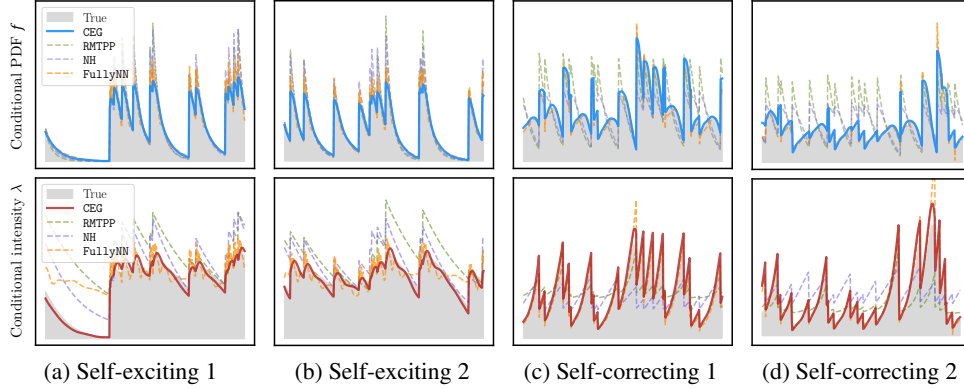 Conditional PDF f
True
CEG
RMTPP
NH
FullyNN
Conditional intensity λ
True
CEG
RMTPP
NH
FullyNN
(a) Self-exciting 1
(b) Self-exciting 2
(c) Self-correcting 1
(d) Self-correcting 2